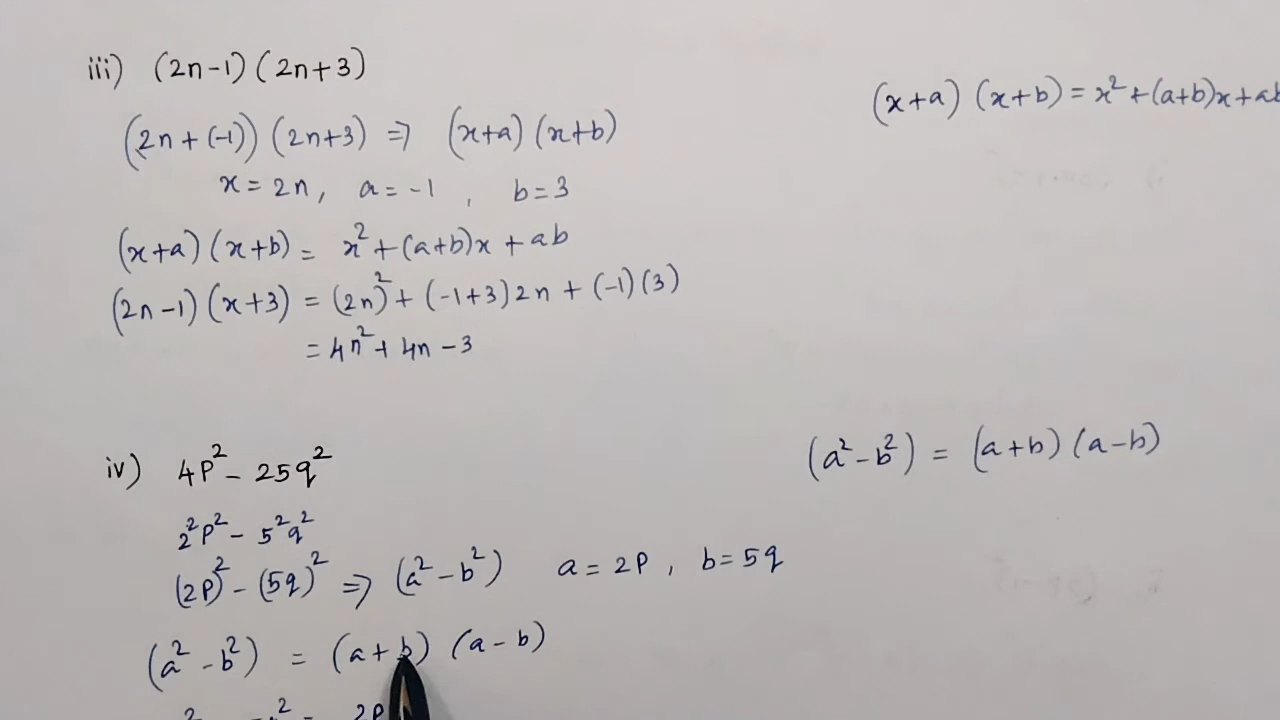 iii) (2n-1) (2n+3)
(x+a) (x+b) = x² + (a+b)x + ab
(2n + (-1)) (2n+3) ⇒ (x+a) (x+b)
x = 2n, a = -1, b = 3
(x+a) (x+b) = x² + (a+b)x + ab
(2n-1) (x+3) = (2n)² + (-1+3) 2n + (-1) (3)
= 4n² + 4n - 3
iv) 4P² - 25q²
(a² - b²) = (a+b) (a-b)
2²P² - 5²q²
(2P)² - (5q)² ⇒ (a² - b²) a = 2P, b = 5q
(a² - b²) = (a+b) (a-b)